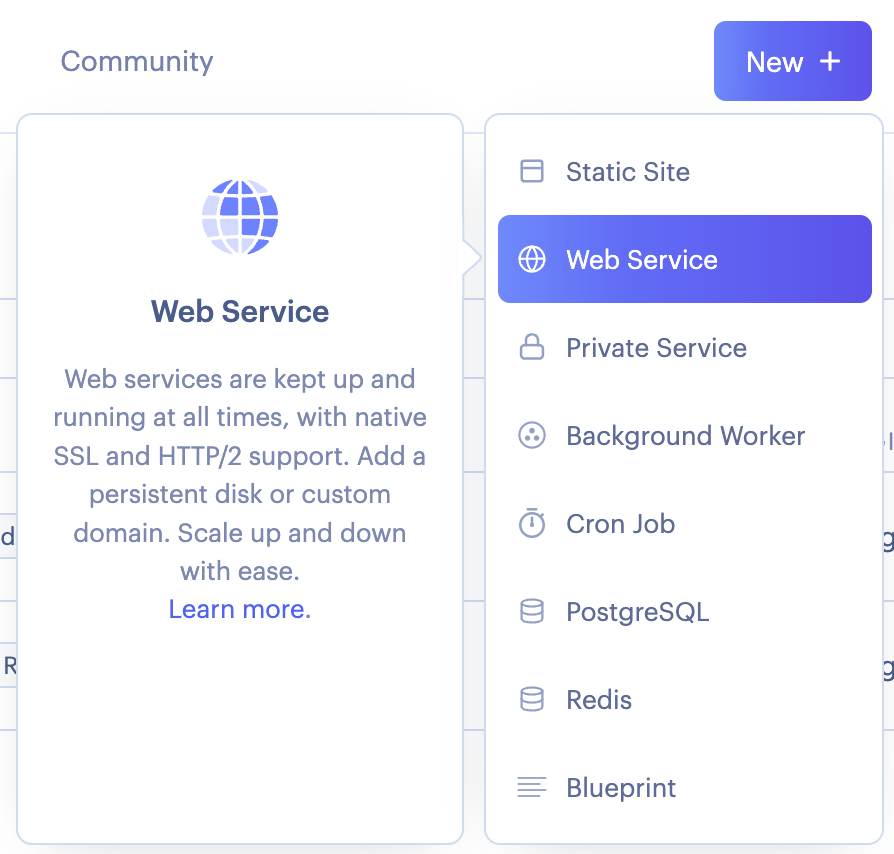 Community
New +
Web Service
Web services are kept up and
running at all times, with native
SSL and HTTP/2 support. Add a
persistent disk or custom
domain. Scale up and down
with ease.
Learn more.
Static Site
Web Service
Private Service
Background Worker
Cron Job
PostgreSQL
Redis
Blueprint
d
R
g
g